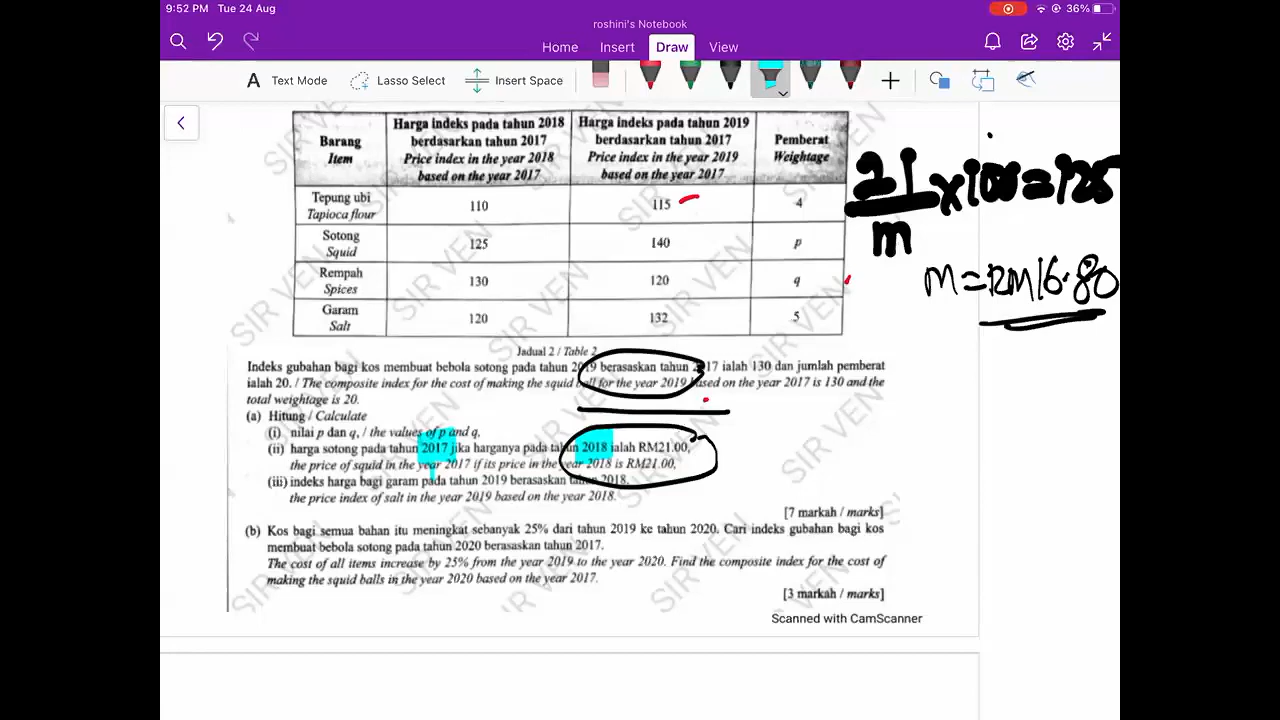 9:52 PM Tue 24 Aug
36%
roshini's Notebook
Home Insert Draw View
Text Mode Lasso Select Insert Space
Barang
Item
Harga indeks pada tahun 2018
berdasarkan tahun 2017
Price index in the year 2018
based on the year 2017
Harga indeks pada tahun 2019
berdasarkan tahun 2017
Price index in the year 2019
based on the year 2017
Pemberat
Weightage
Tepung ubi
Tapioca flour
110
115
4
Sotong
Squid
125
140
p
Rempah
Spices
130
120
q
Garam
Salt
120
132
5
21/m × 100 = 125
m = RM16.80
Jadual 2 / Table 2
Indeks gubahan bagi kos membuat bebola sotong pada tahun 2019 berasaskan tahun 2017 ialah 130 dan jumlah pemberat
ialah 20. / The composite index for the cost of making the squid ball for the year 2019 based on the year 2017 is 130 and the
total weightage is 20.
(a) Hitung / Calculate
(i) nilai p dan q, / the values of p and q,
(ii) harga sotong pada tahun 2017 jika harganya pada tahun 2018 ialah RM21.00,
the price of squid in the year 2017 if its price in the year 2018 is RM21.00,
(iii) indeks harga bagi garam pada tahun 2019 berasaskan tahun 2018.
the price index of salt in the year 2019 based on the year 2018.
[7 markah / marks]
(b) Kos bagi semua bahan itu meningkat sebanyak 25% dari tahun 2019 ke tahun 2020. Cari indeks gubahan bagi kos
membuat bebola sotong pada tahun 2020 berasaskan tahun 2017.
The cost of all items increase by 25% from the year 2019 to the year 2020. Find the composite index for the cost of
making the squid balls in the year 2020 based on the year 2017.
[3 markah / marks]
Scanned with CamScanner
SIR VEN